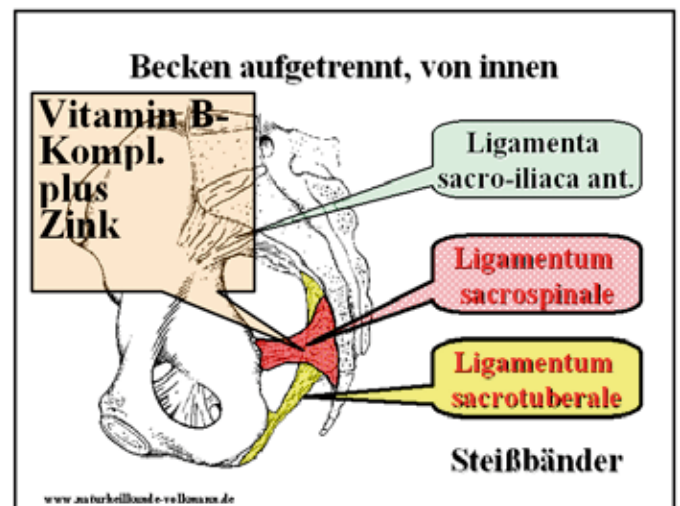 Becken aufgetrennt, von innen
Vitamin B-
Kompl.
plus
Zink
Ligamenta
sacro-iliaca ant.
Ligamentum
sacrospinale
Ligamentum
sacrotuberale
Steißbänder
www.naturheilkunde-volkmann.de